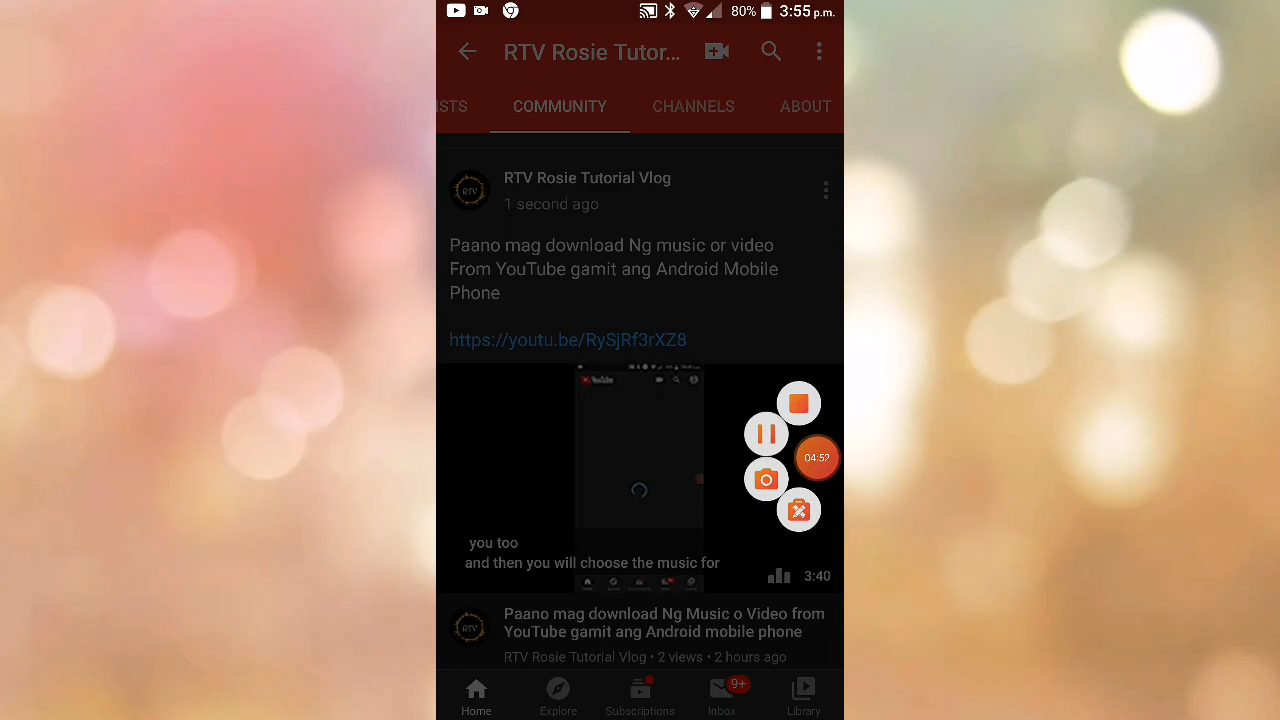 80% 3:55 p.m.
RTV Rosie Tutor...
ISTS COMMUNITY CHANNELS ABOUT
RTV
RTV Rosie Tutorial Vlog
1 second ago
Paano mag download Ng music or video
From YouTube gamit ang Android Mobile
Phone
https://youtu.be/RySjRf3rXZ8
YouTube
04:52
you too
and then you will choose the music for
3:40
RTV
Paano mag download Ng Music o Video from
YouTube gamit ang Android mobile phone
RTV Rosie Tutorial Vlog • 2 views • 2 hours ago
9+
Home Explore Subscriptions Inbox Library